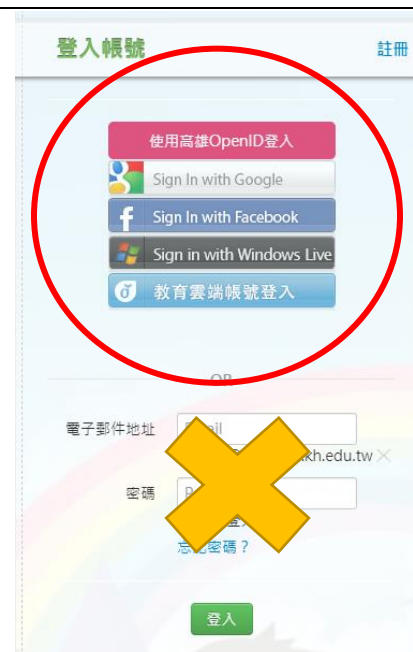 登入帳號
註冊
使用高雄OpenID登入
Sign In with Google
Sign In with Facebook
Sign in with Windows Live
教育雲端帳號登入
OR
電子郵件地址
kh.edu.tw
密碼
忘記密碼？
登入